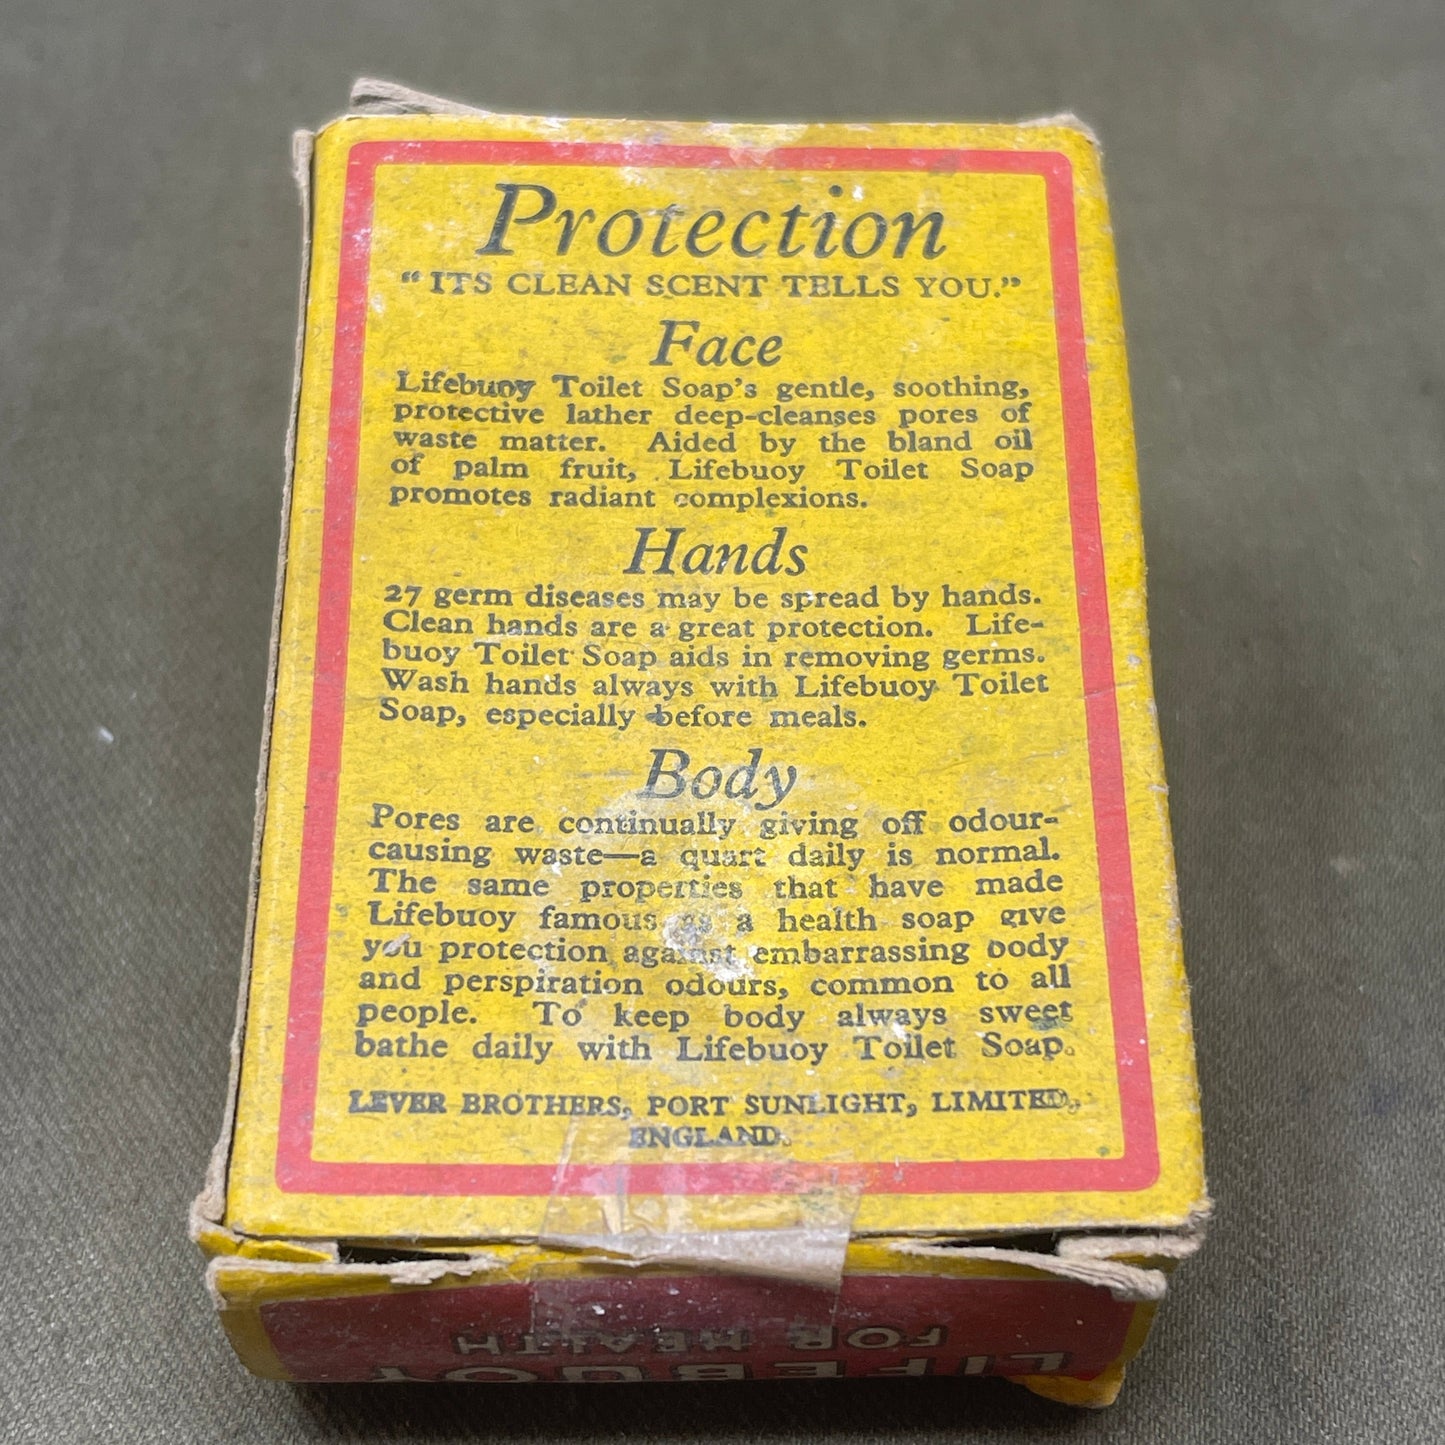 Protection
"ITS CLEAN SCENT TELLS YOU."
Face
Lifebuoy Toilet Soap's gentle, soothing,
protective lather deep-cleanses pores of
waste matter. Aided by the bland oil
of palm fruit, Lifebuoy Toilet Soap
promotes radiant complexions.
Hands
27 germ diseases may be spread by hands.
Clean hands are a great protection. Life-
buoy Toilet Soap aids in removing germs.
Wash hands always with Lifebuoy Toilet
Soap, especially before meals.
Body
Pores are continually giving off odour-
causing waste—a quart daily is normal.
The same properties that have made
Lifebuoy famous as a health soap give
you protection against embarrassing body
and perspiration odours, common to all
people. To keep body always sweet
bathe daily with Lifebuoy Toilet Soap.
LEVER BROTHERS, PORT SUNLIGHT, LIMITED,
ENGLAND.
LIFEBUOY
FOR HEALTH